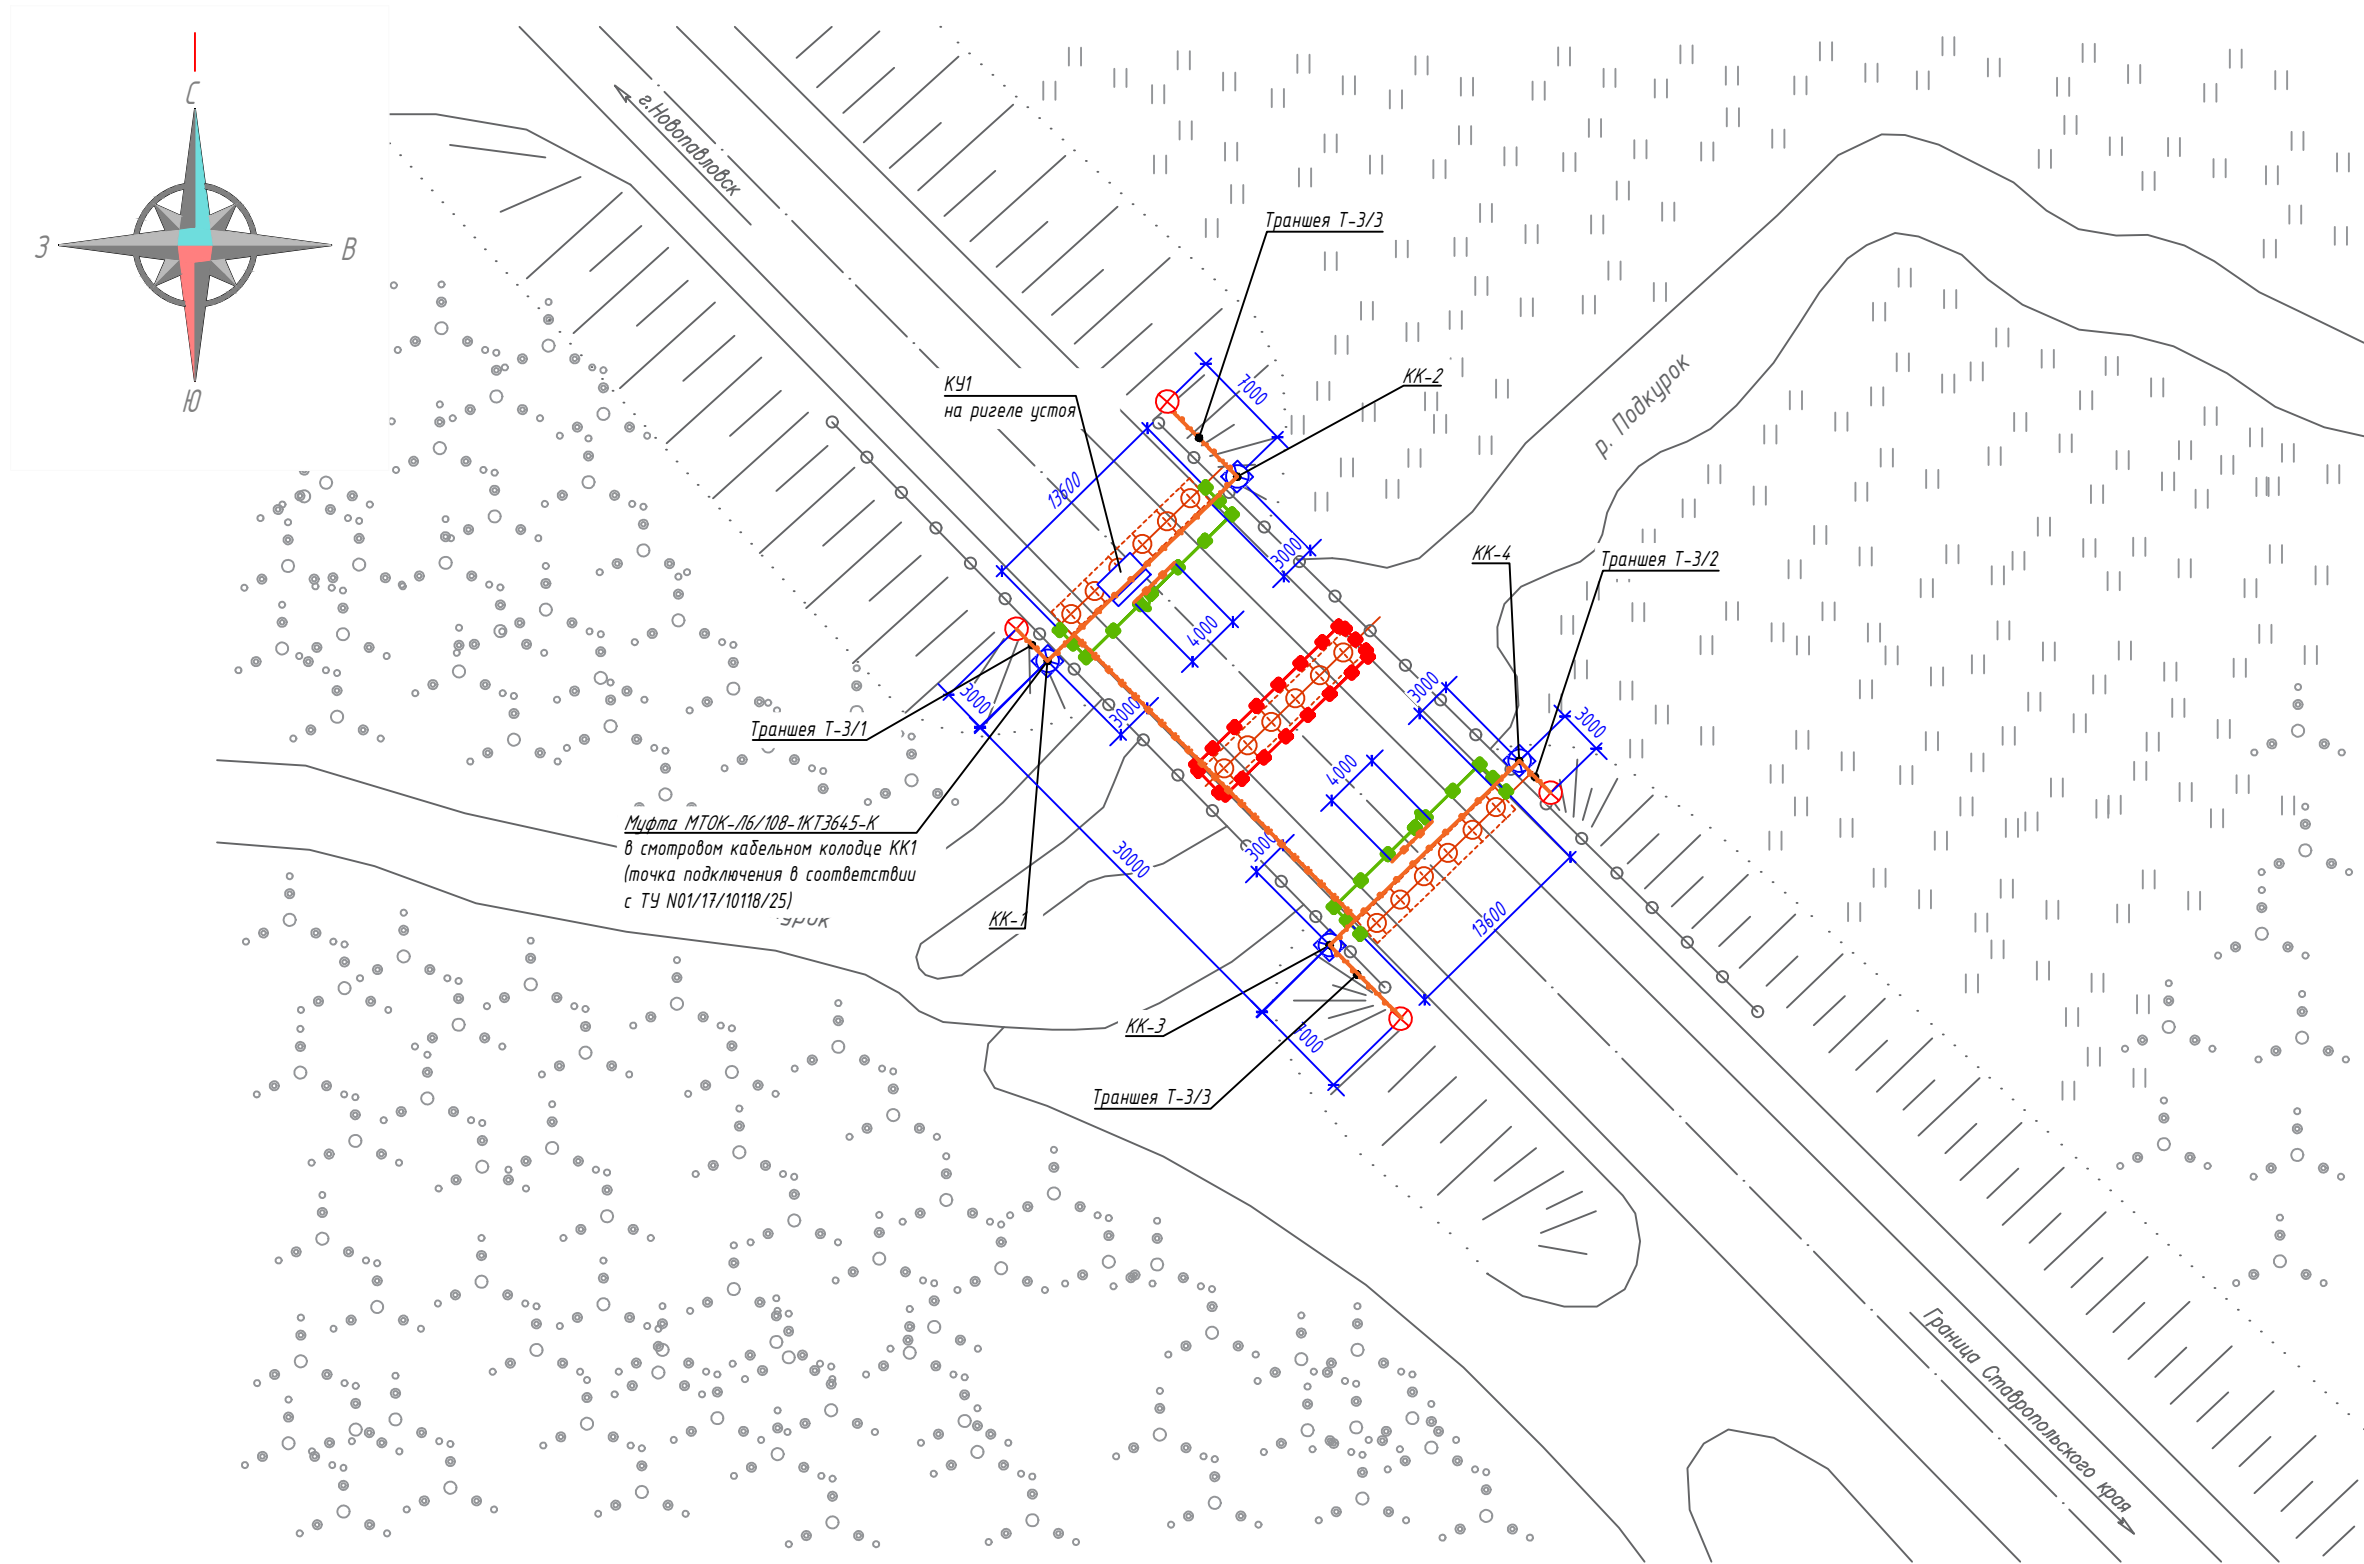 С
З
В
Ю
г.Новопавловск
Траншея Т-3/3
КК-2
7000
КУ1
на ригеле устоя
13600
3000
р. Подкурок
КК-4
Траншея Т-3/2
4000
3000
3000
30000
3000
Траншея Т-3/1
4000
Муфта МТОК-Л6/108-1КТ3645-К
в смотровом кабельном колодце КК1
(точка подключения в соответствии
с ТУ N01/17/10118/25)
урок
КК-1
30000
3000
13600
КК-3
7000
Траншея Т-3/3
Граница Ставропольского края